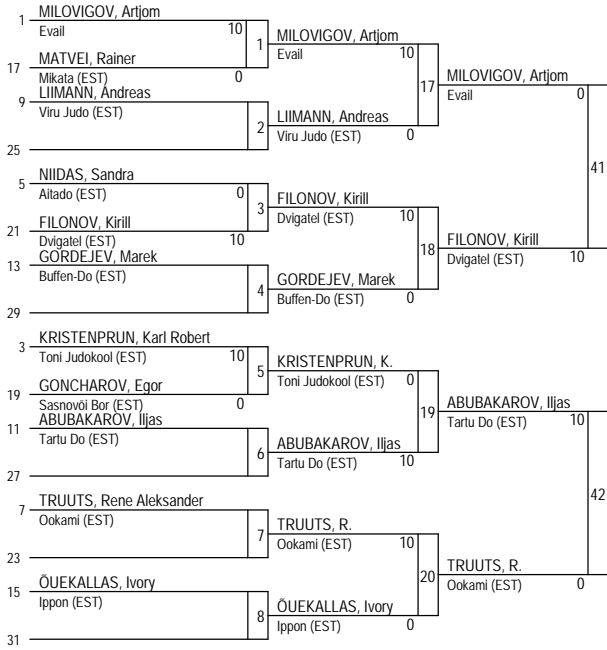 1 MILOVIGOV, Artjom
Evail 10
1
17 MATVEI, Rainer
Mikata (EST) 0
9 LIIMANN, Andreas
Viru Judo (EST)
2
25
5 NIIDAS, Sandra
Aitado (EST) 0
3
21 FILONOV, Kirill
Dvigatel (EST) 10
13 GORDEJEV, Marek
Buffen-Do (EST)
4
29
3 KRISTENPRUN, Karl Robert
Toni Judokool (EST) 10
5
19 GONCHAROV, Egor
Sasnovõi Bor (EST) 0
11 ABUBAKAROV, Iljas
Tartu Do (EST)
6
27
7 TRUUTS, Rene Aleksander
Ookami (EST)
7
23
15 ÕUEKALLAS, Ivory
Ippon (EST)
8
31
MILOVIGOV, Artjom
Evail 10
17
LIIMANN, Andreas
Viru Judo (EST) 0
FILONOV, Kirill
Dvigatel (EST) 10
18
GORDEJEV, Marek
Buffen-Do (EST) 0
KRISTENPRUN, K.
Toni Judokool (EST) 0
19
ABUBAKAROV, Iljas
Tartu Do (EST) 10
TRUUTS, R.
Ookami (EST) 10
20
ÕUEKALLAS, Ivory
Ippon (EST) 0
MILOVIGOV, Artjom
Evail 0
41
FILONOV, Kirill
Dvigatel (EST) 10
ABUBAKAROV, Iljas
Tartu Do (EST) 10
42
TRUUTS, R.
Ookami (EST) 0